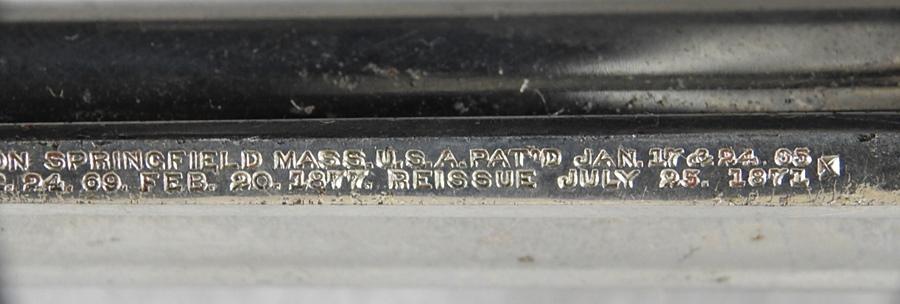 ON SPRINGFIELD MASS. U.S.A. PAT'D JAN. 17 & 24. 65
24. 69. FEB. 20. 1877. REISSUE JULY 25. 1871